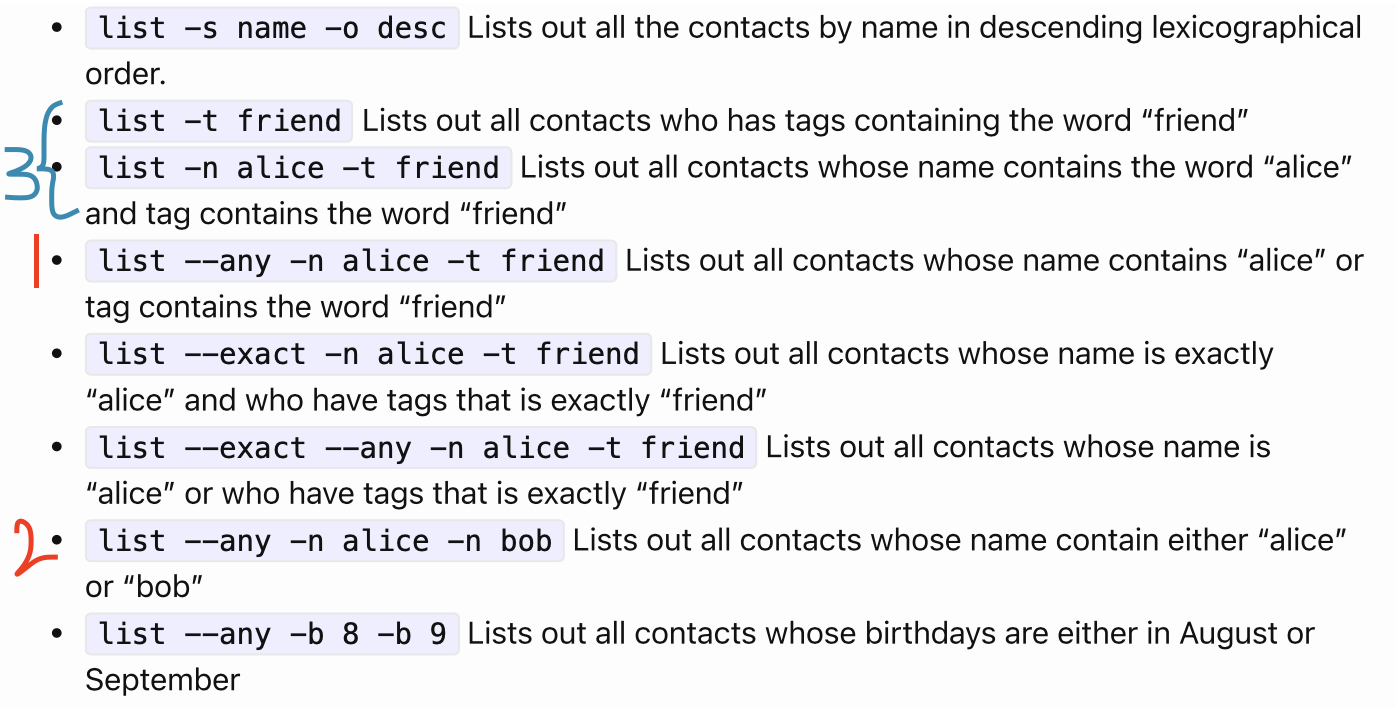 • list -s name -o desc Lists out all the contacts by name in descending lexicographical
order.
• list -t friend Lists out all contacts who has tags containing the word “friend”
3 • list -n alice -t friend Lists out all contacts whose name contains the word “alice”
and tag contains the word “friend”
1 • list --any -n alice -t friend Lists out all contacts whose name contains “alice” or
tag contains the word “friend”
• list --exact -n alice -t friend Lists out all contacts whose name is exactly
“alice” and who have tags that is exactly “friend”
• list --exact --any -n alice -t friend Lists out all contacts whose name is
“alice” or who have tags that is exactly “friend”
2 • list --any -n alice -n bob Lists out all contacts whose name contain either “alice”
or “bob”
• list --any -b 8 -b 9 Lists out all contacts whose birthdays are either in August or
September